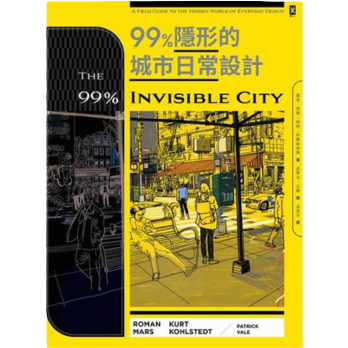 A FIELD GUIDE TO THE HIDDEN WORLD OF EVERYDAY DESIGN
99%隱形的
城市日常設計
THE
99% INVISIBLE CITY
ROMAN
MARS
KURT
KOHLSTEDT
PATRICK
VALE